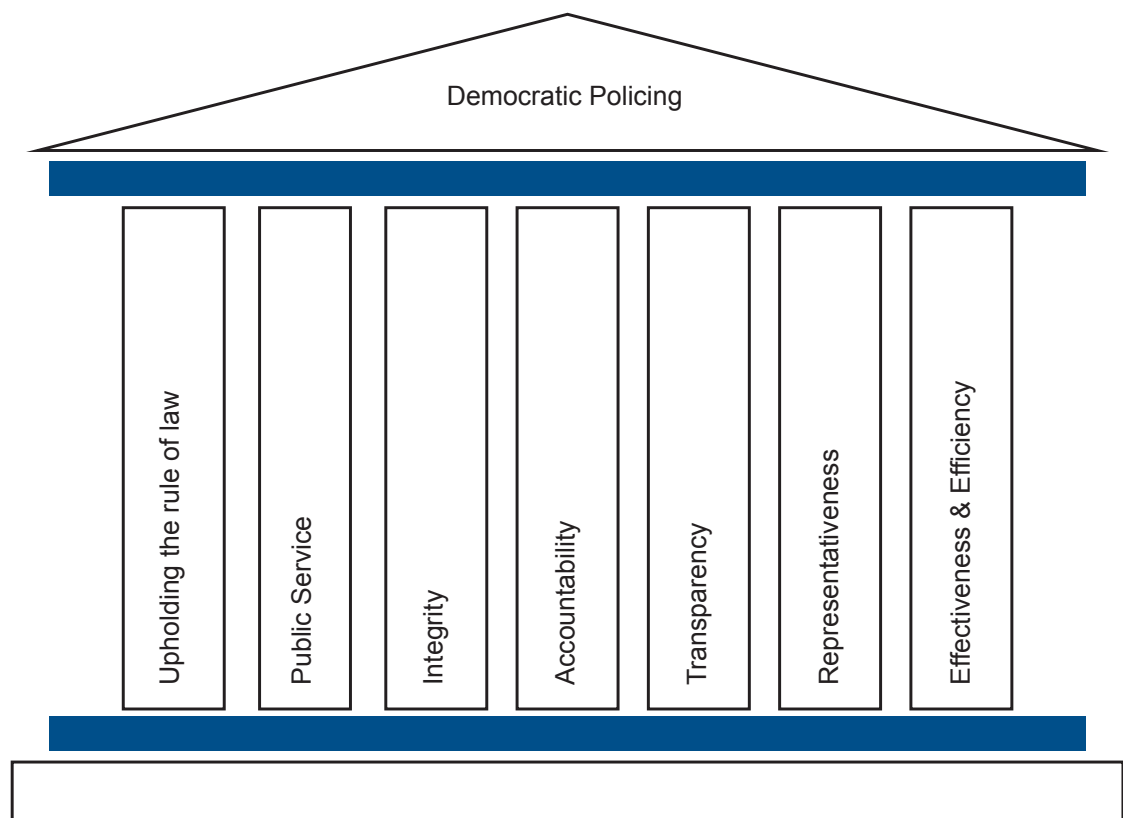 Democratic Policing
Upholding the rule of law
Public Service
Integrity
Accountability
Transparency
Representativeness
Effectiveness & Efficiency